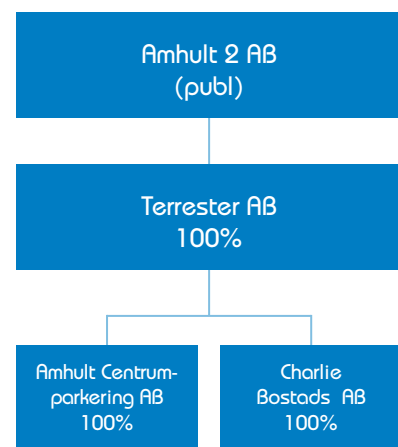 Amhult 2 AB
(publ)
Terrester AB
100%
Amhult Centrum-
parkering AB
100%
Charlie
Bostads AB
100%